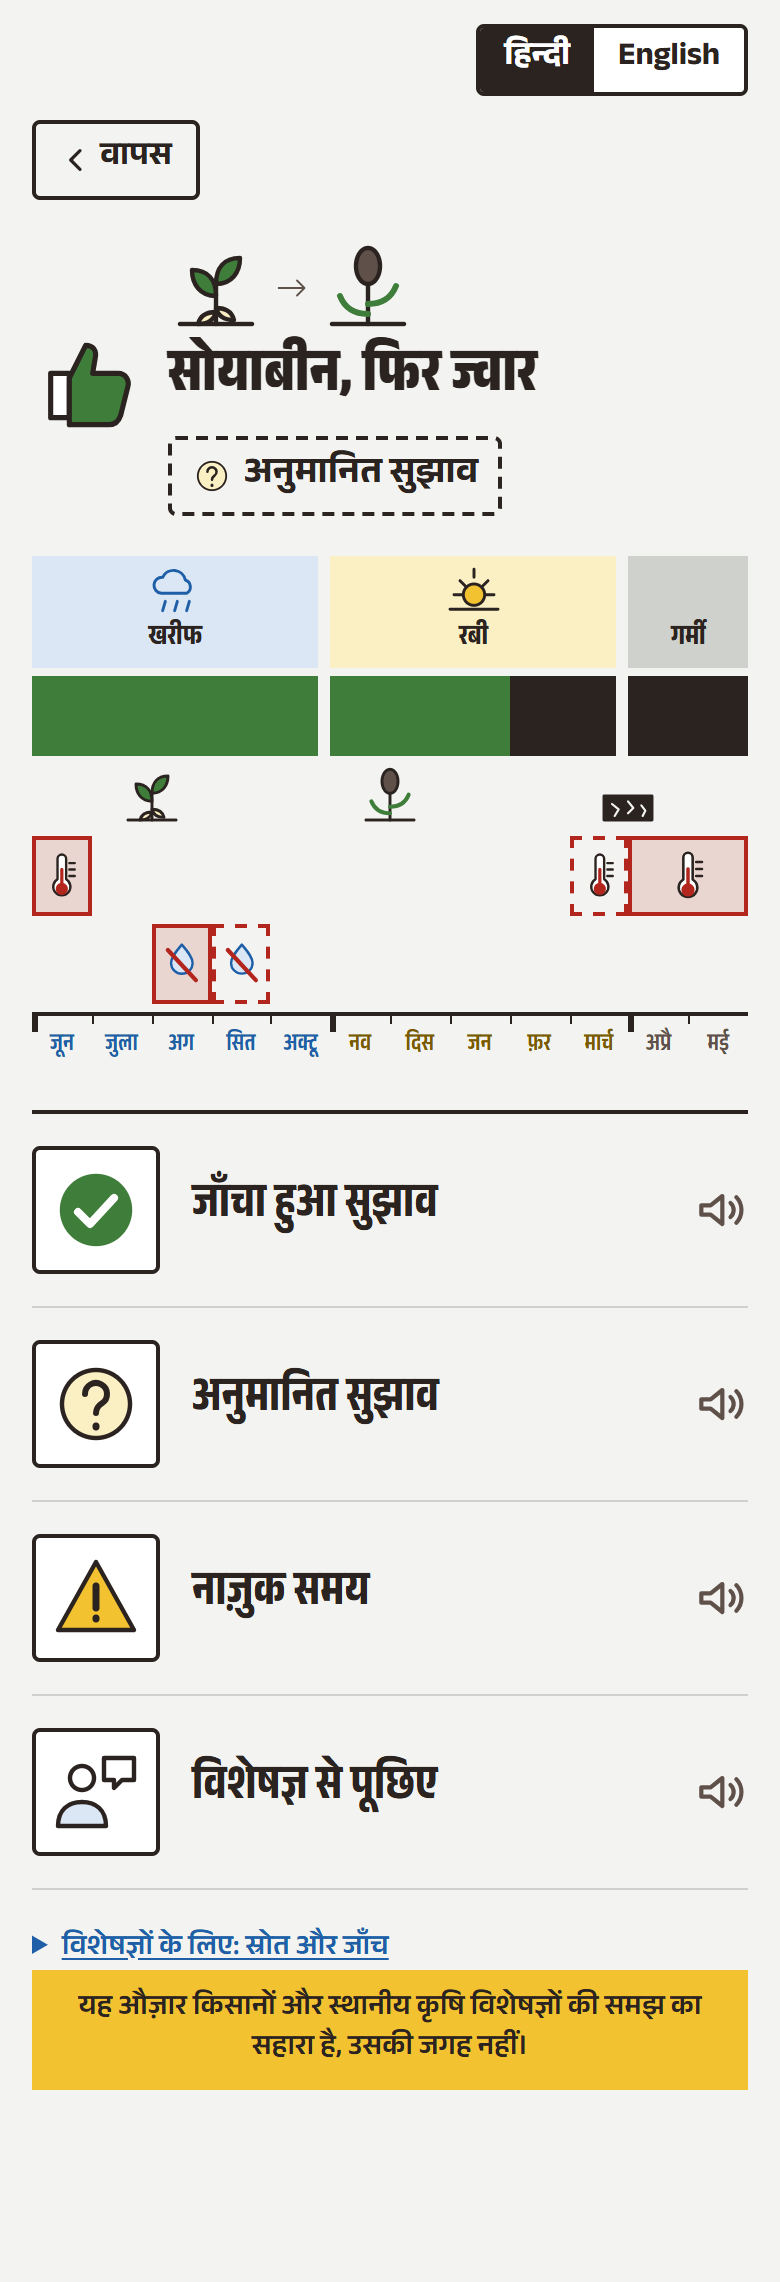 हिन्दी English
वापस
सोयाबीन, फिर ज्वार
अनुमानित सुझाव
खरीफ रबी गर्मी
जून जुला अग सित अक्टू नव दिस जन फ़र मार्च अप्रै मई
जाँचा हुआ सुझाव
अनुमानित सुझाव
नाज़ुक समय
विशेषज्ञ से पूछिए
विशेषज्ञों के लिए: स्रोत और जाँच
यह औज़ार किसानों और स्थानीय कृषि विशेषज्ञों की समझ का
सहारा है, उसकी जगह नहीं।